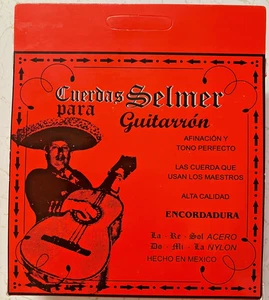 Cuerdas Selmer
para Guitarrón
AFINACIÓN Y
TONO PERFECTO
LAS CUERDA QUE
USAN LOS MAESTROS
ALTA CALIDAD
ENCORDADURA
La - Re - Sol ACERO
Do - Mi - La NYLON
HECHO EN MEXICO